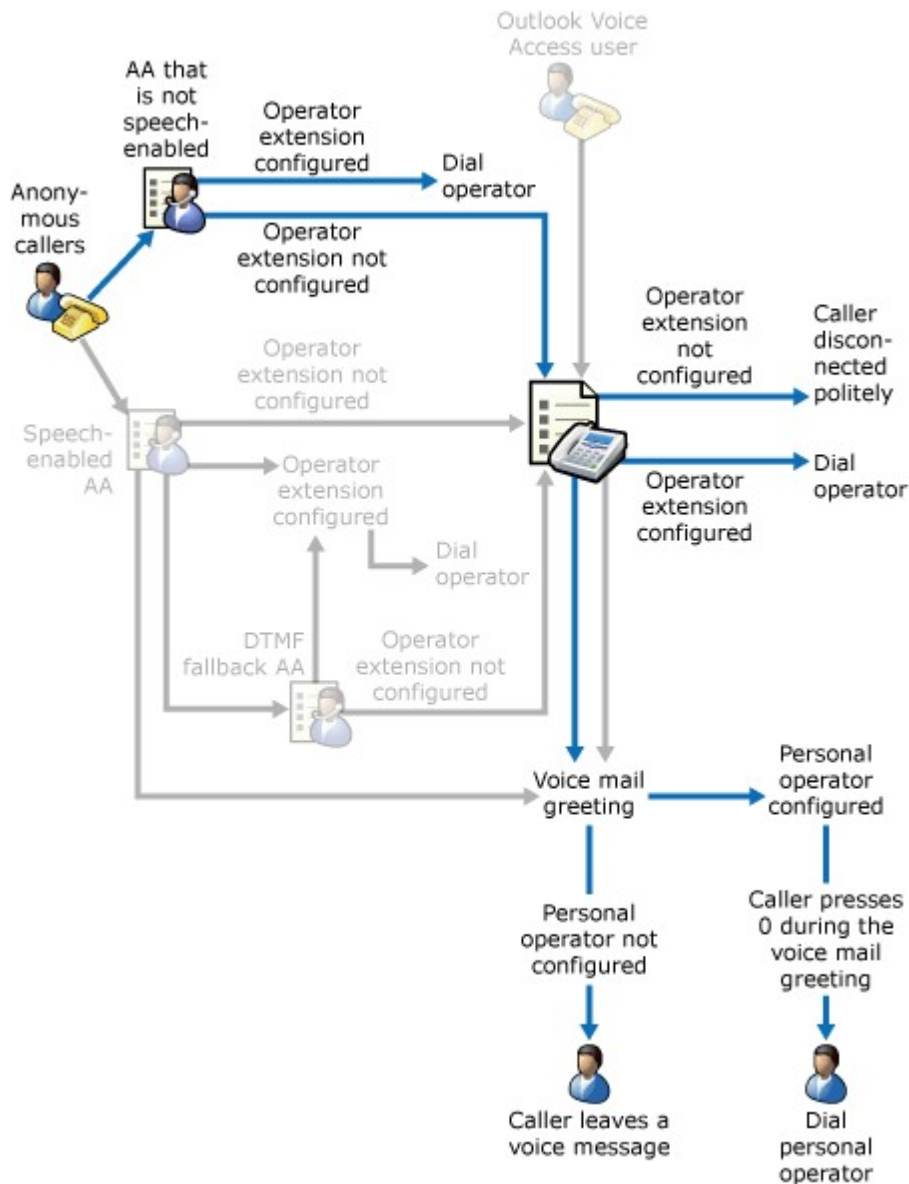 Outlook Voice
Access user
AA that
is not
speech-
enabled
Operator
extension
configured
Dial
operator
Anony-
mous
callers
Operator
extension not
configured
Operator
extension
not
configured
Caller
discon-
nected
politely
Operator
extension not
configured
Speech-
enabled
AA
Operator
extension
configured
Dial
operator
Operator
extension
configured
Dial
operator
DTMF
fallback AA
Operator
extension not
configured
Voice mail
greeting
Personal
operator
configured
Personal
operator not
configured
Caller presses
0 during the
voice mail
greeting
Caller leaves a
voice message
Dial
personal
operator